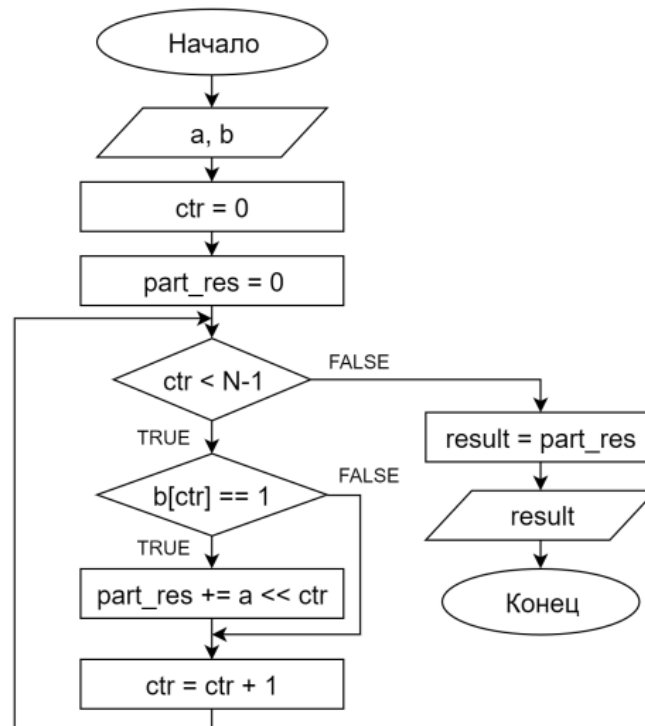 Начало
a, b
ctr = 0
part_res = 0
ctr < N-1
FALSE
TRUE
result = part_res
b[ctr] == 1
FALSE
TRUE
result
part_res += a << ctr
Конец
ctr = ctr + 1